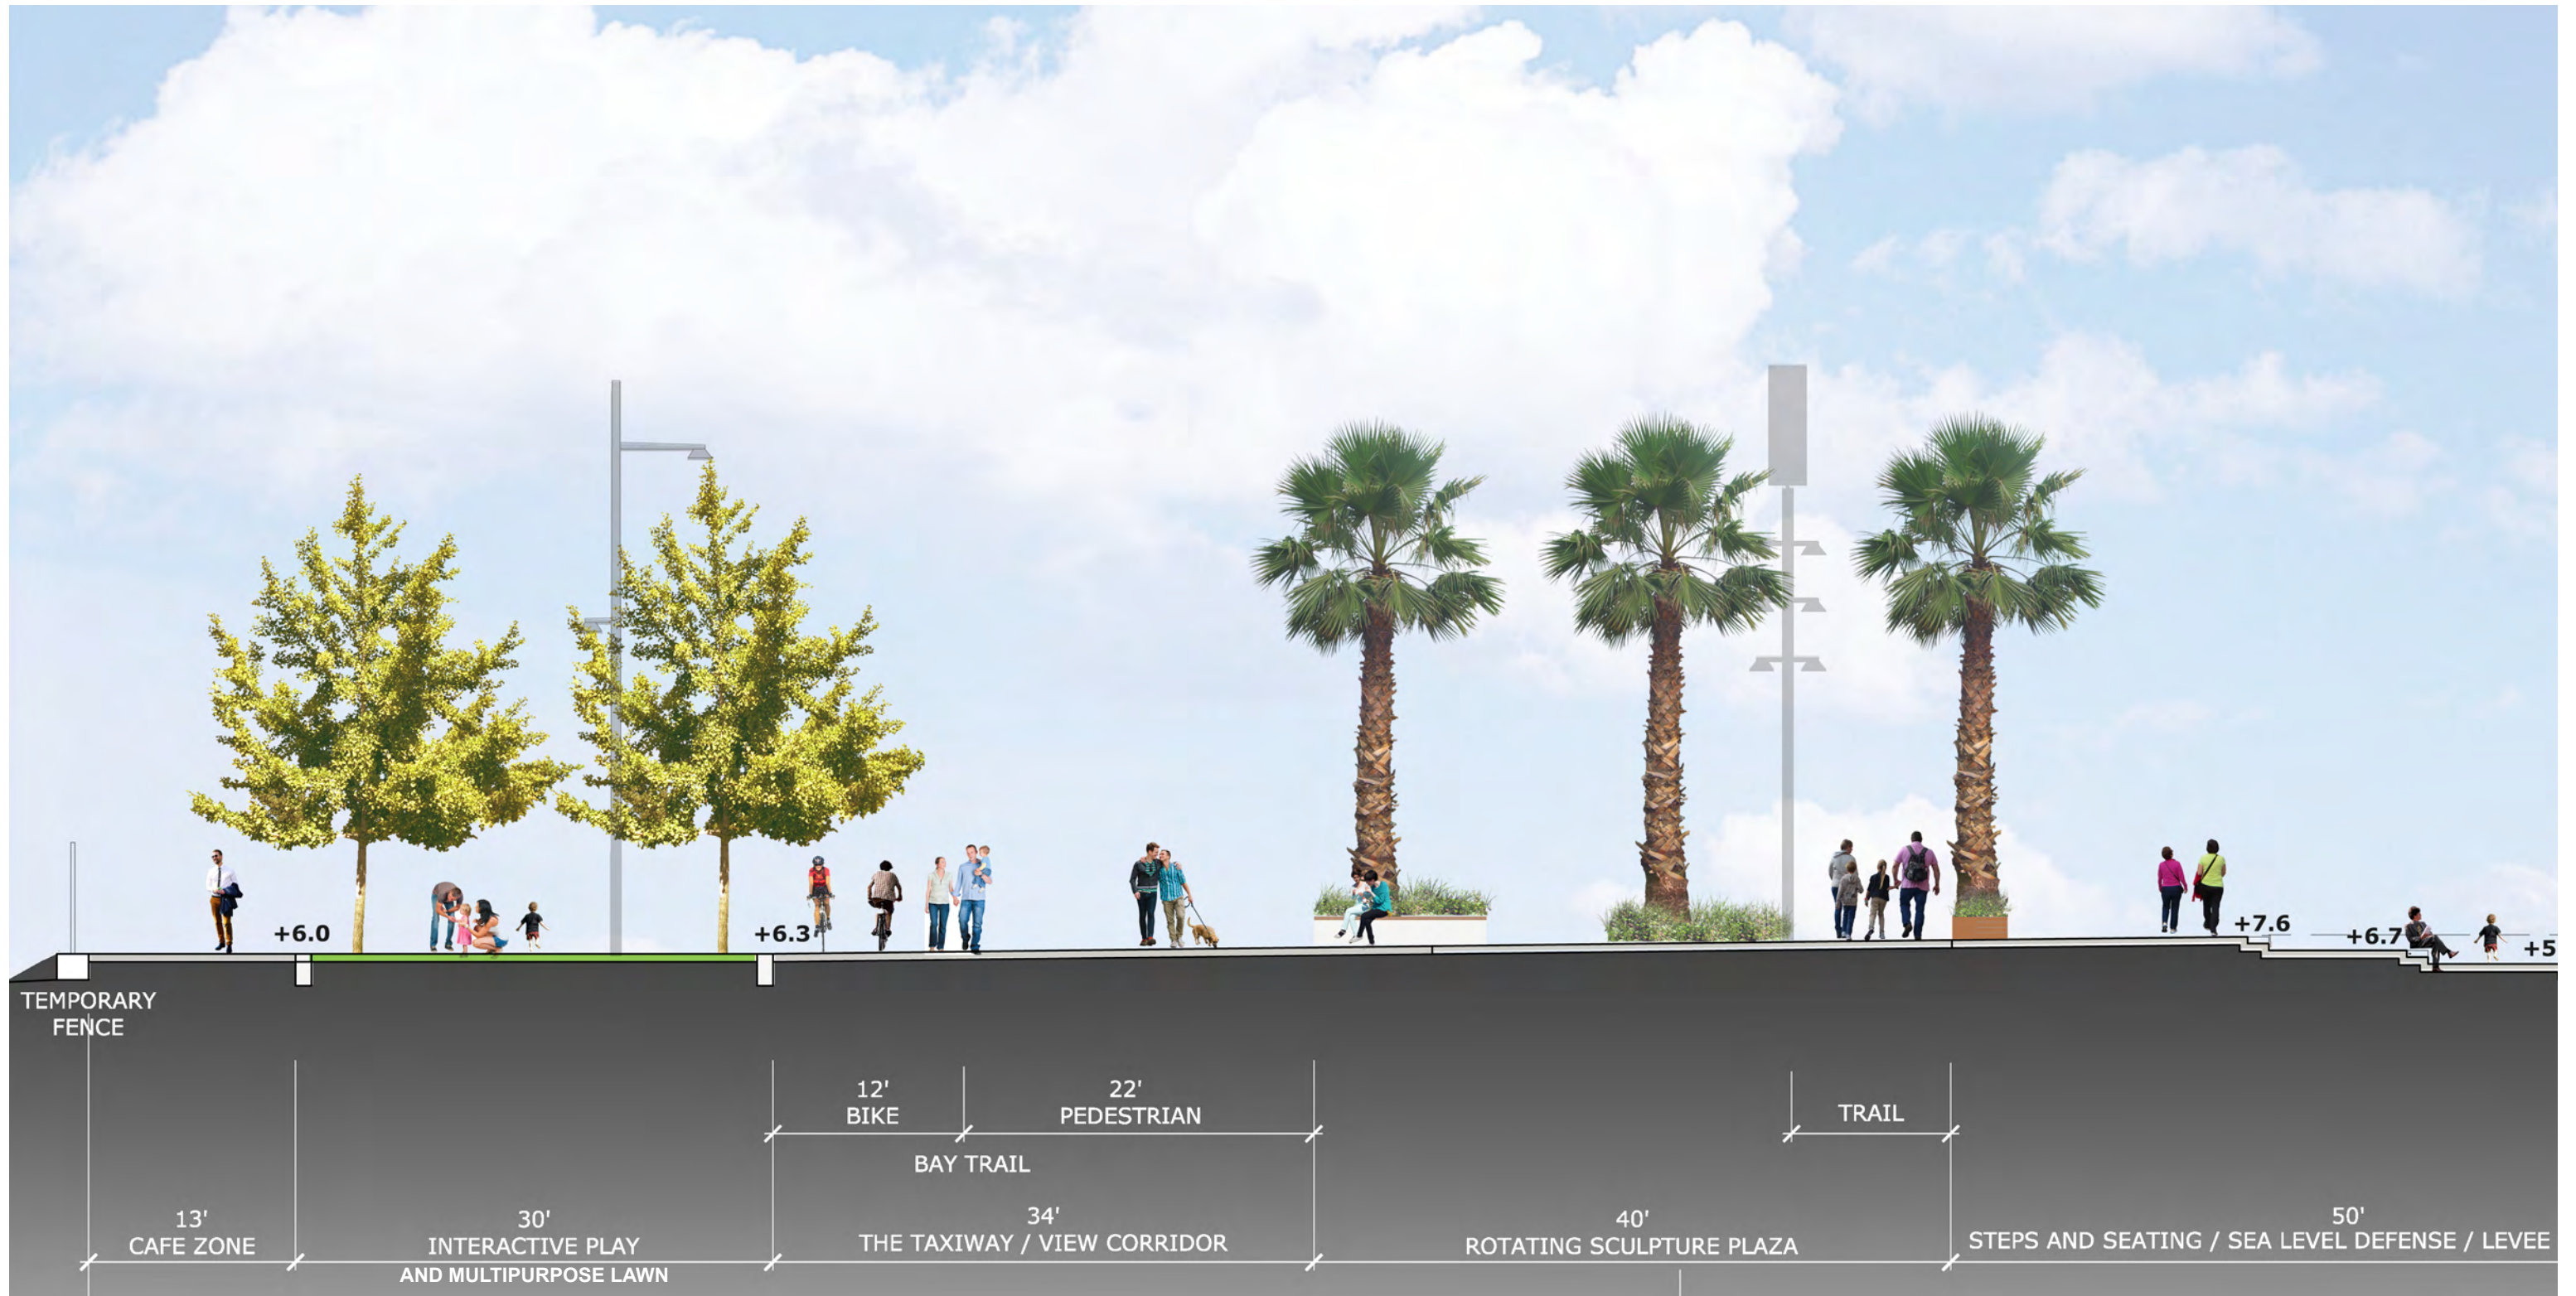 +6.0
+6.3
+7.6
+6.7
+5
TEMPORARY
FENCE
12'
BIKE
22'
PEDESTRIAN
TRAIL
BAY TRAIL
13'
CAFE ZONE
30'
INTERACTIVE PLAY
AND MULTIPURPOSE LAWN
34'
THE TAXIWAY / VIEW CORRIDOR
40'
ROTATING SCULPTURE PLAZA
50'
STEPS AND SEATING / SEA LEVEL DEFENSE / LEVEE